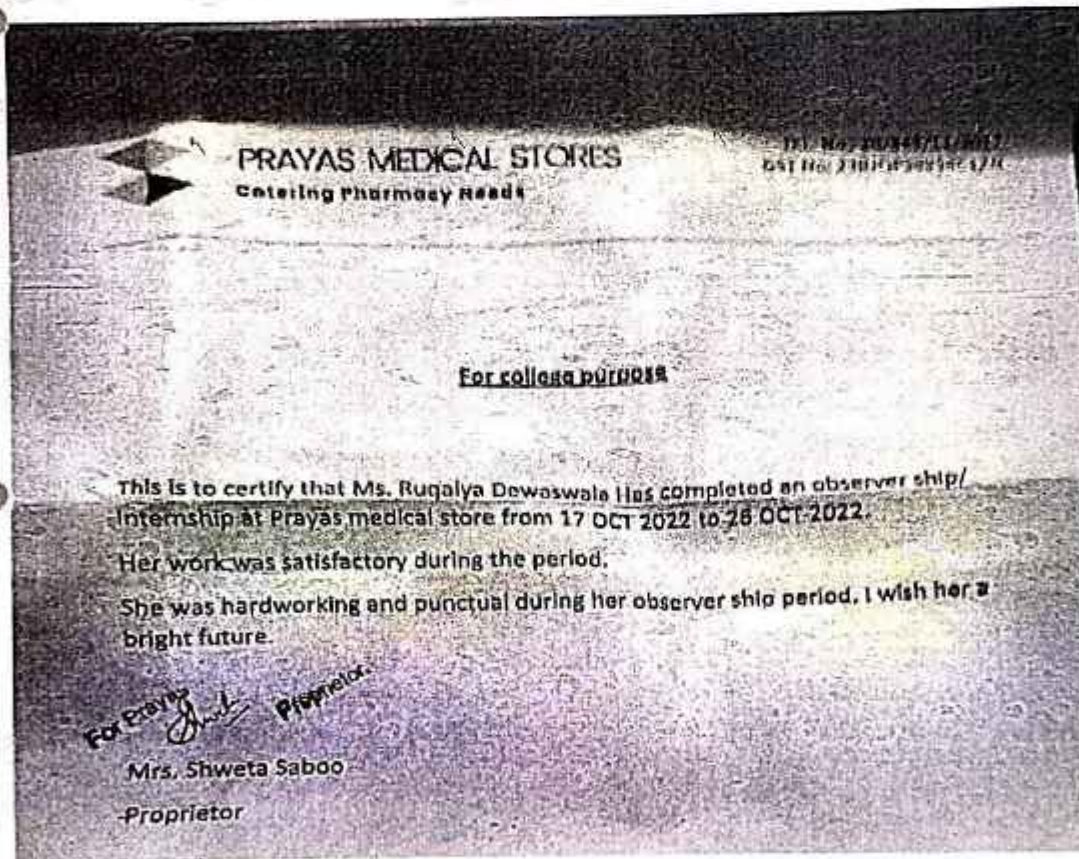 PRAYAS MEDICAL STORES
Catering Pharmacy Needs
For college purpose
This is to certify that Ms. Ruqaiya Dewaswala Has completed an observer ship/
Internship at Prayas medical store from 17 OCT 2022 to 26 OCT 2022.
Her work was satisfactory during the period.
She was hardworking and punctual during her observer ship period. I wish her a
bright future.
For Prayas
Proprietor.
Mrs. Shweta Saboo
Proprietor